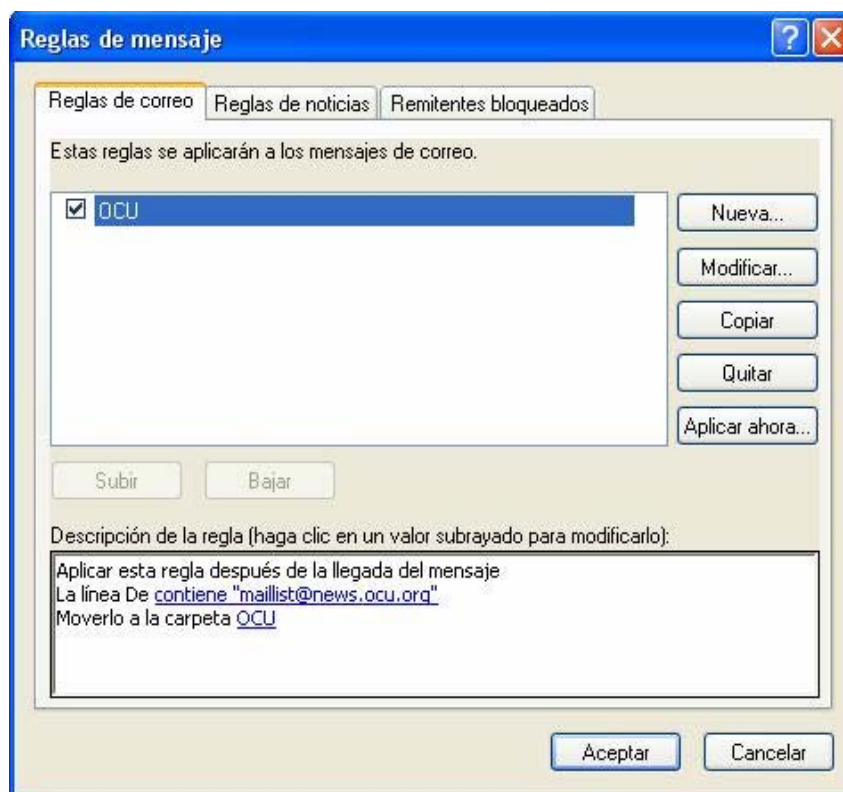 Reglas de mensaje
Reglas de correo
Reglas de noticias
Remitentes bloqueados
Estas reglas se aplicarán a los mensajes de correo.
OCU
Nueva...
Modificar...
Copiar
Quitar
Aplicar ahora...
Subir
Bajar
Descripción de la regla (haga clic en un valor subrayado para modificarlo):
Aplicar esta regla después de la llegada del mensaje
La línea De contiene "maillist@news.ocu.org"
Moverlo a la carpeta OCU
Aceptar
Cancelar